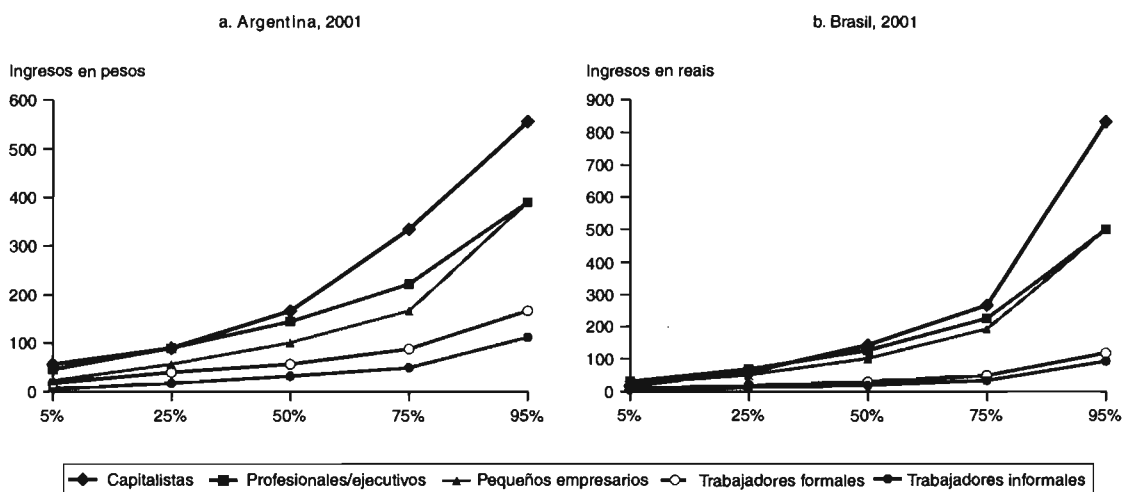 a. Argentina, 2001
Ingresos en pesos
600
500
400
300
200
100
0
5% 25% 50% 75% 95%
b. Brasil, 2001
Ingresos en reais
900
800
700
600
500
400
300
200
100
0
5% 25% 50% 75% 95%
Capitalistas Profesionales/ejecutivos Pequeños empresarios Trabajadores formales Trabajadores informales